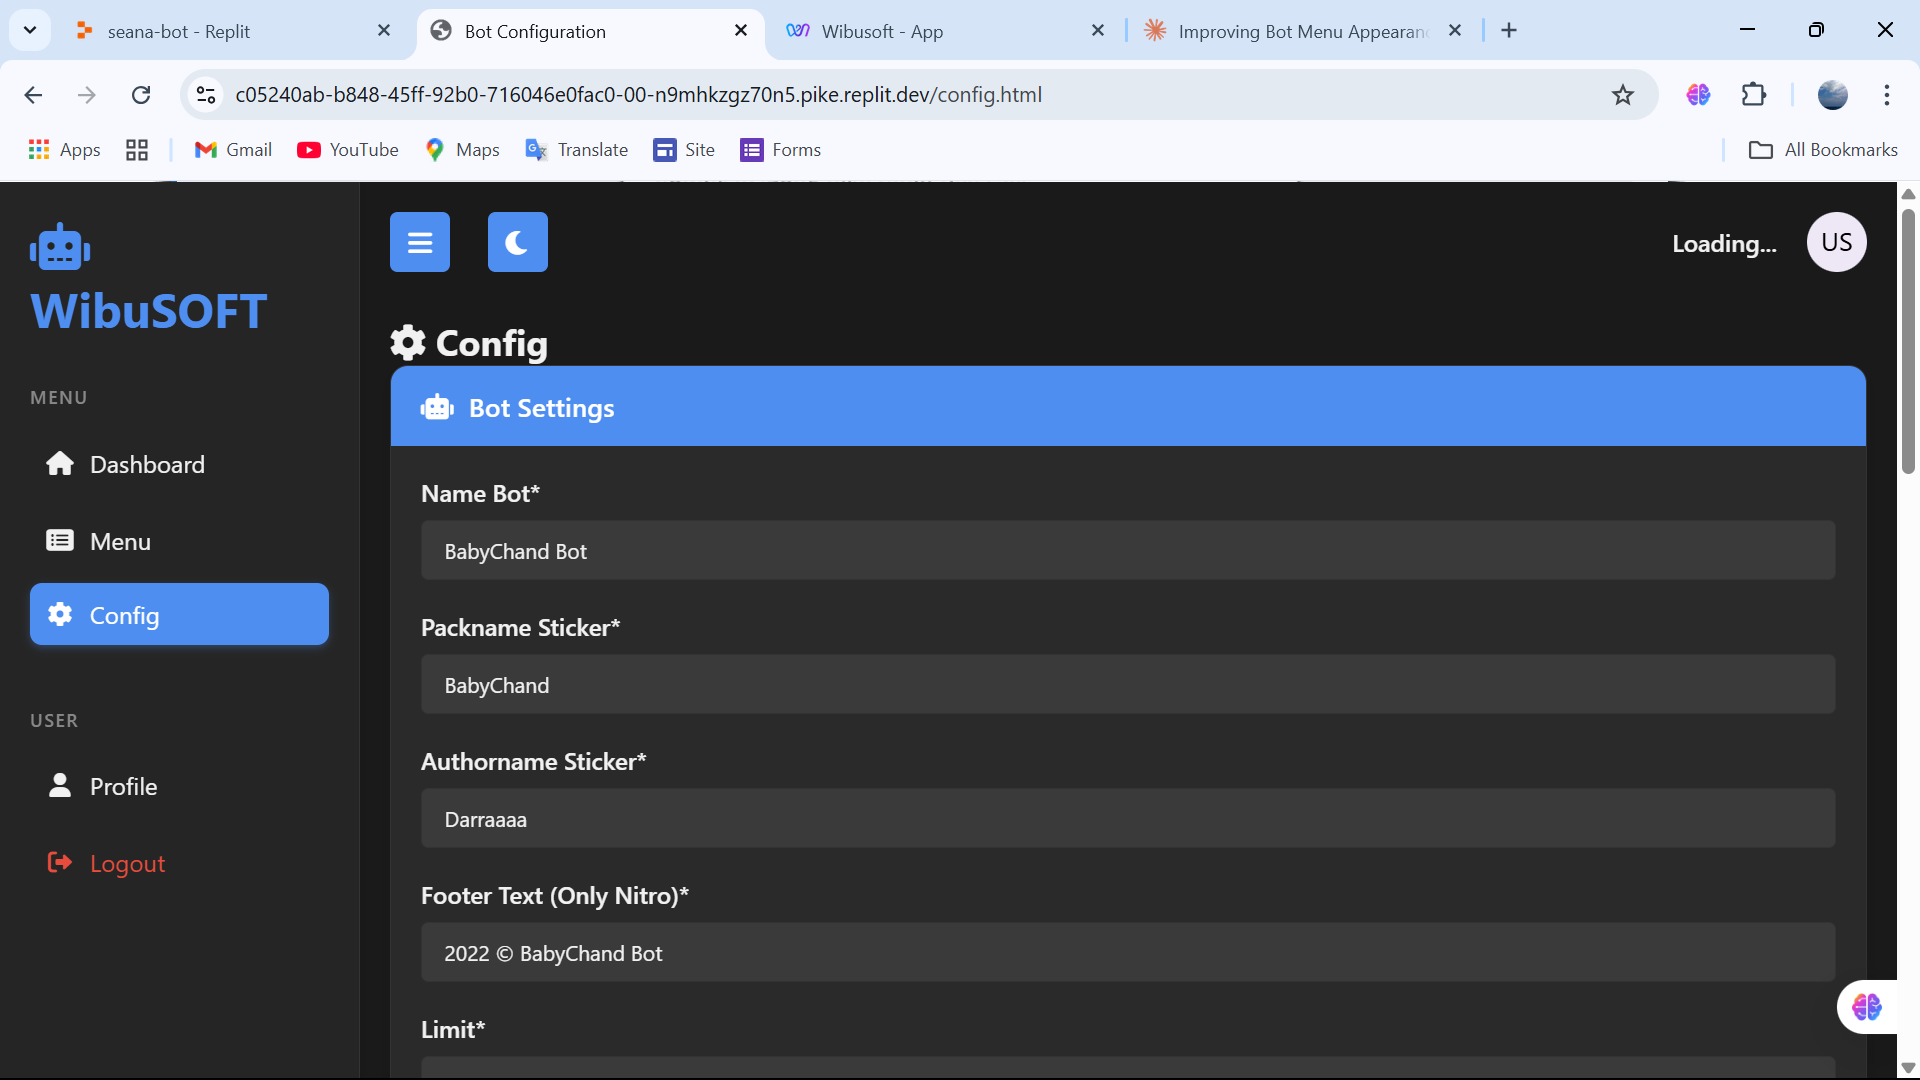 seana-bot - Replit
Bot Configuration
Wibusoft - App
Improving Bot Menu Appearan
c05240ab-b848-45ff-92b0-716046e0fac0-00-n9mhkzgz70n5.pike.replit.dev/config.html
Apps
Gmail
YouTube
Maps
Translate
Site
Forms
All Bookmarks
WibuSOFT
MENU
Dashboard
Menu
Config
USER
Profile
Logout
Loading...
US
Config
Bot Settings
Name Bot*
BabyChand Bot
Packname Sticker*
BabyChand
Authorname Sticker*
Darraaaa
Footer Text (Only Nitro)*
2022 © BabyChand Bot
Limit*